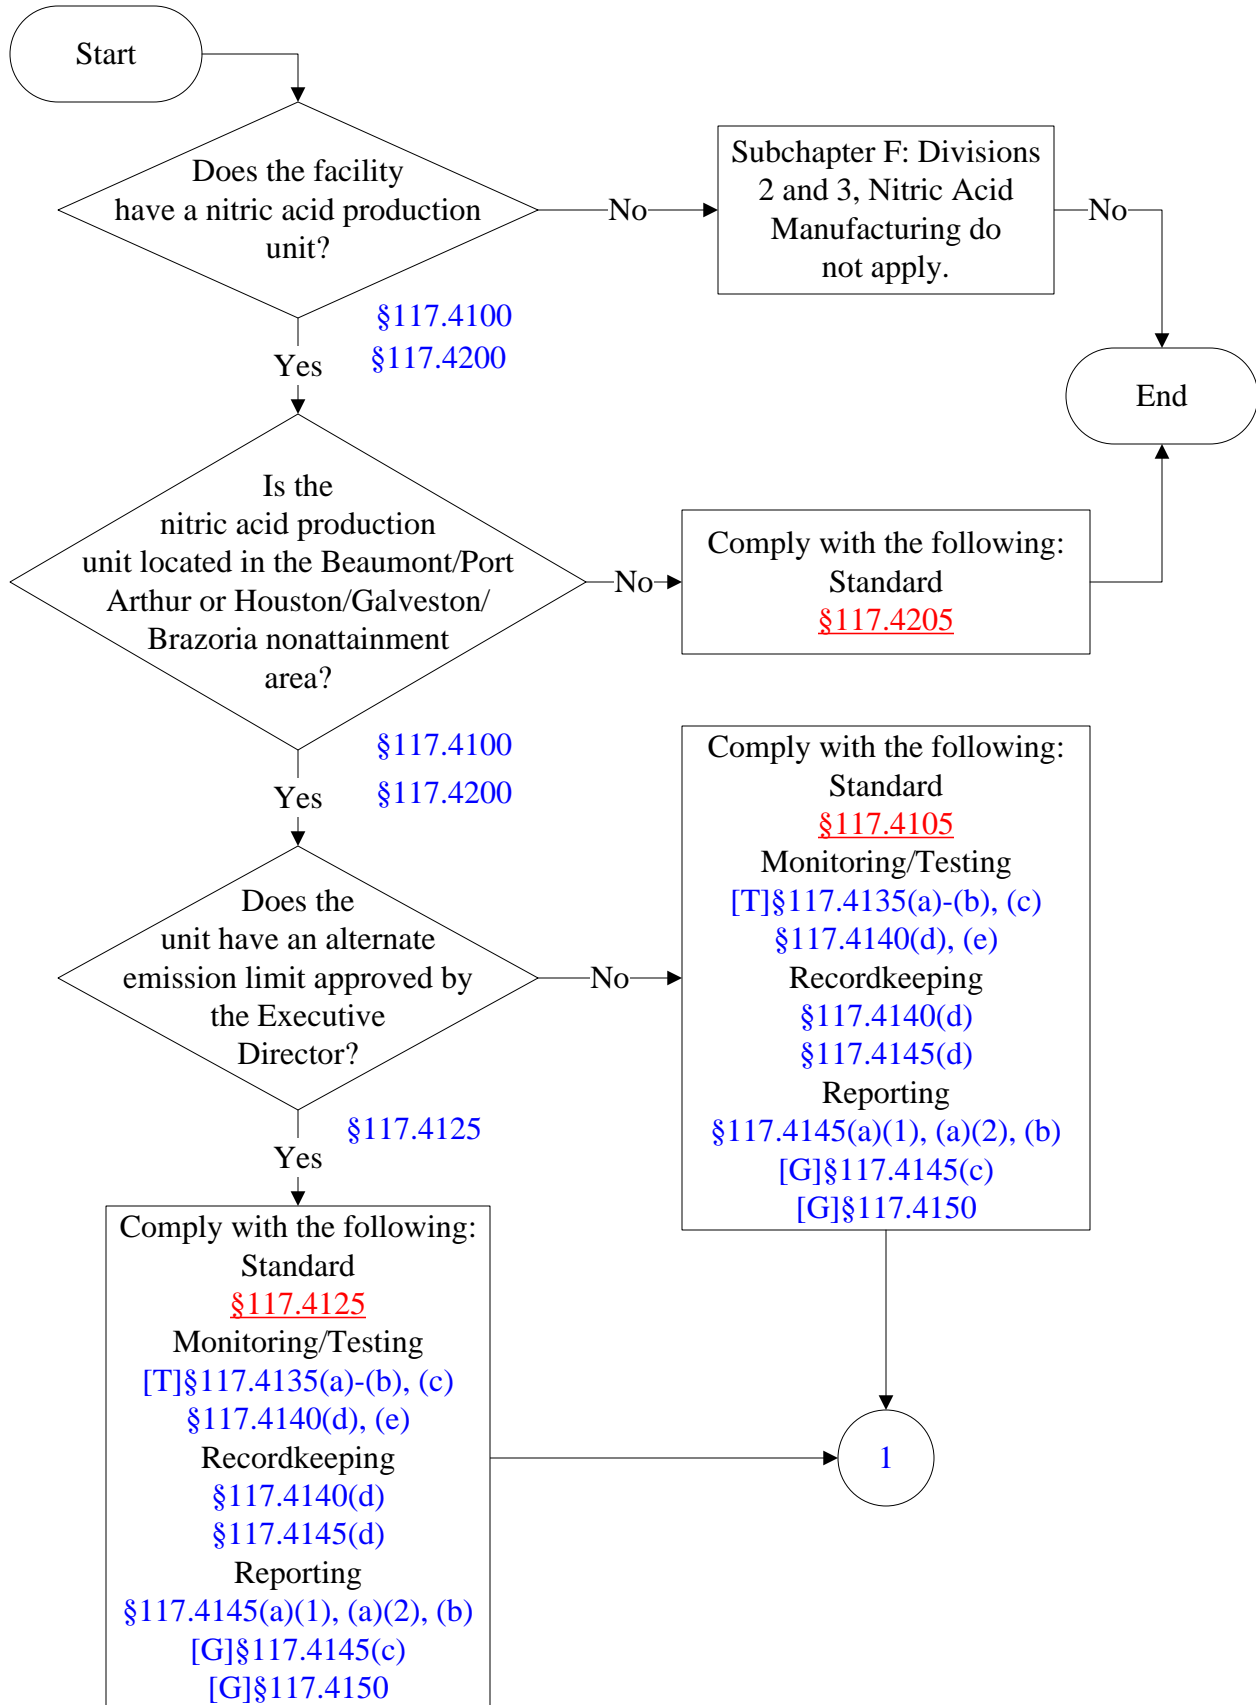 Start
Does the facility
have a nitric acid production
unit?
No
Subchapter F: Divisions
2 and 3, Nitric Acid
Manufacturing do
not apply.
No
§117.4100
§117.4200
Yes
End
Is the
nitric acid production
unit located in the Beaumont/Port
Arthur or Houston/Galveston/
Brazoria nonattainment
area?
No
Comply with the following:
Standard
§117.4205
§117.4100
§117.4200
Yes
Does the
unit have an alternate
emission limit approved by
the Executive
Director?
No
Comply with the following:
Standard
§117.4105
Monitoring/Testing
[T]§117.4135(a)-(b), (c)
§117.4140(d), (e)
Recordkeeping
§117.4140(d)
§117.4145(d)
Reporting
§117.4145(a)(1), (a)(2), (b)
[G]§117.4145(c)
[G]§117.4150
§117.4125
Yes
Comply with the following:
Standard
§117.4125
Monitoring/Testing
[T]§117.4135(a)-(b), (c)
§117.4140(d), (e)
Recordkeeping
§117.4140(d)
§117.4145(d)
Reporting
§117.4145(a)(1), (a)(2), (b)
[G]§117.4145(c)
[G]§117.4150
1